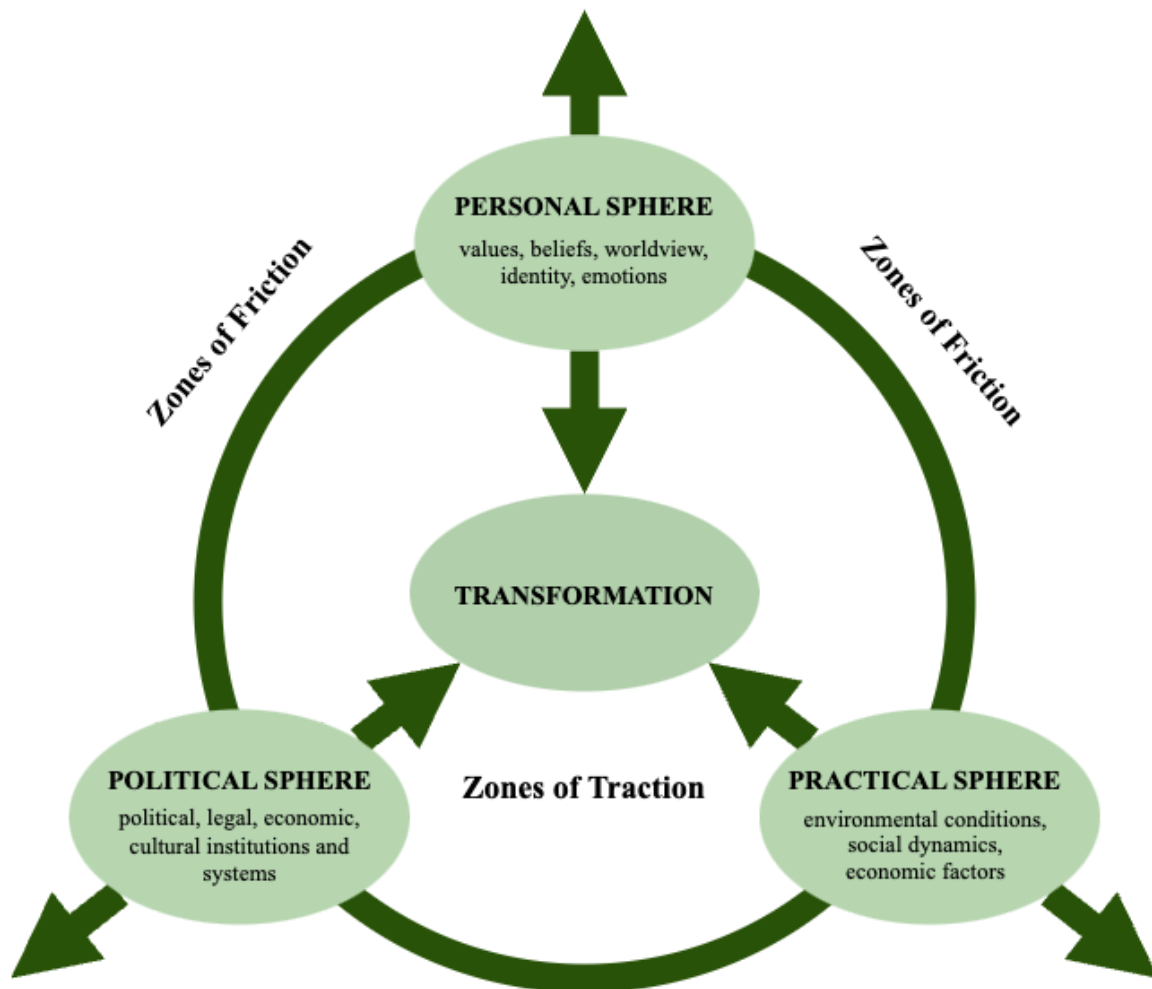 PERSONAL SPHERE
values, beliefs, worldview,
identity, emotions
Zones of Friction
Zones of Friction
TRANSFORMATION
POLITICAL SPHERE
political, legal, economic,
cultural institutions and
systems
Zones of Traction
PRACTICAL SPHERE
environmental conditions,
social dynamics,
economic factors